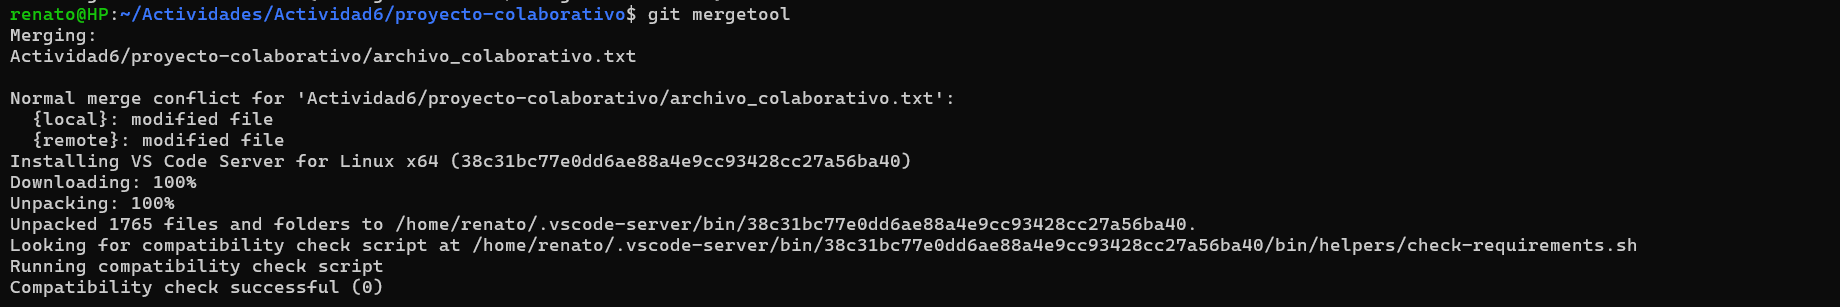 renato@HP:~/Actividades/Actividad6/proyecto-colaborativo$ git mergetool
Merging:
Actividad6/proyecto-colaborativo/archivo_colaborativo.txt

Normal merge conflict for 'Actividad6/proyecto-colaborativo/archivo_colaborativo.txt':
  {local}: modified file
  {remote}: modified file
Installing VS Code Server for Linux x64 (38c31bc77e0dd6ae88a4e9cc93428cc27a56ba40)
Downloading: 100%
Unpacking: 100%
Unpacked 1765 files and folders to /home/renato/.vscode-server/bin/38c31bc77e0dd6ae88a4e9cc93428cc27a56ba40.
Looking for compatibility check script at /home/renato/.vscode-server/bin/38c31bc77e0dd6ae88a4e9cc93428cc27a56ba40/bin/helpers/check-requirements.sh
Running compatibility check script
Compatibility check successful (0)